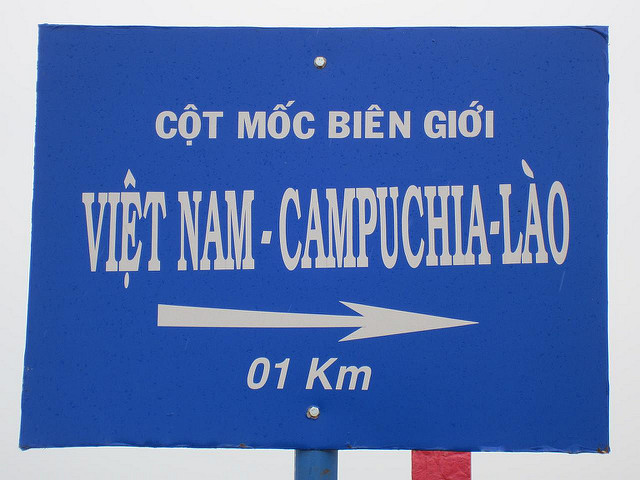 CỘT MỐC BIÊN GIỚI
VIỆT NAM - CAMPUCHIA-LÀO
01 Km